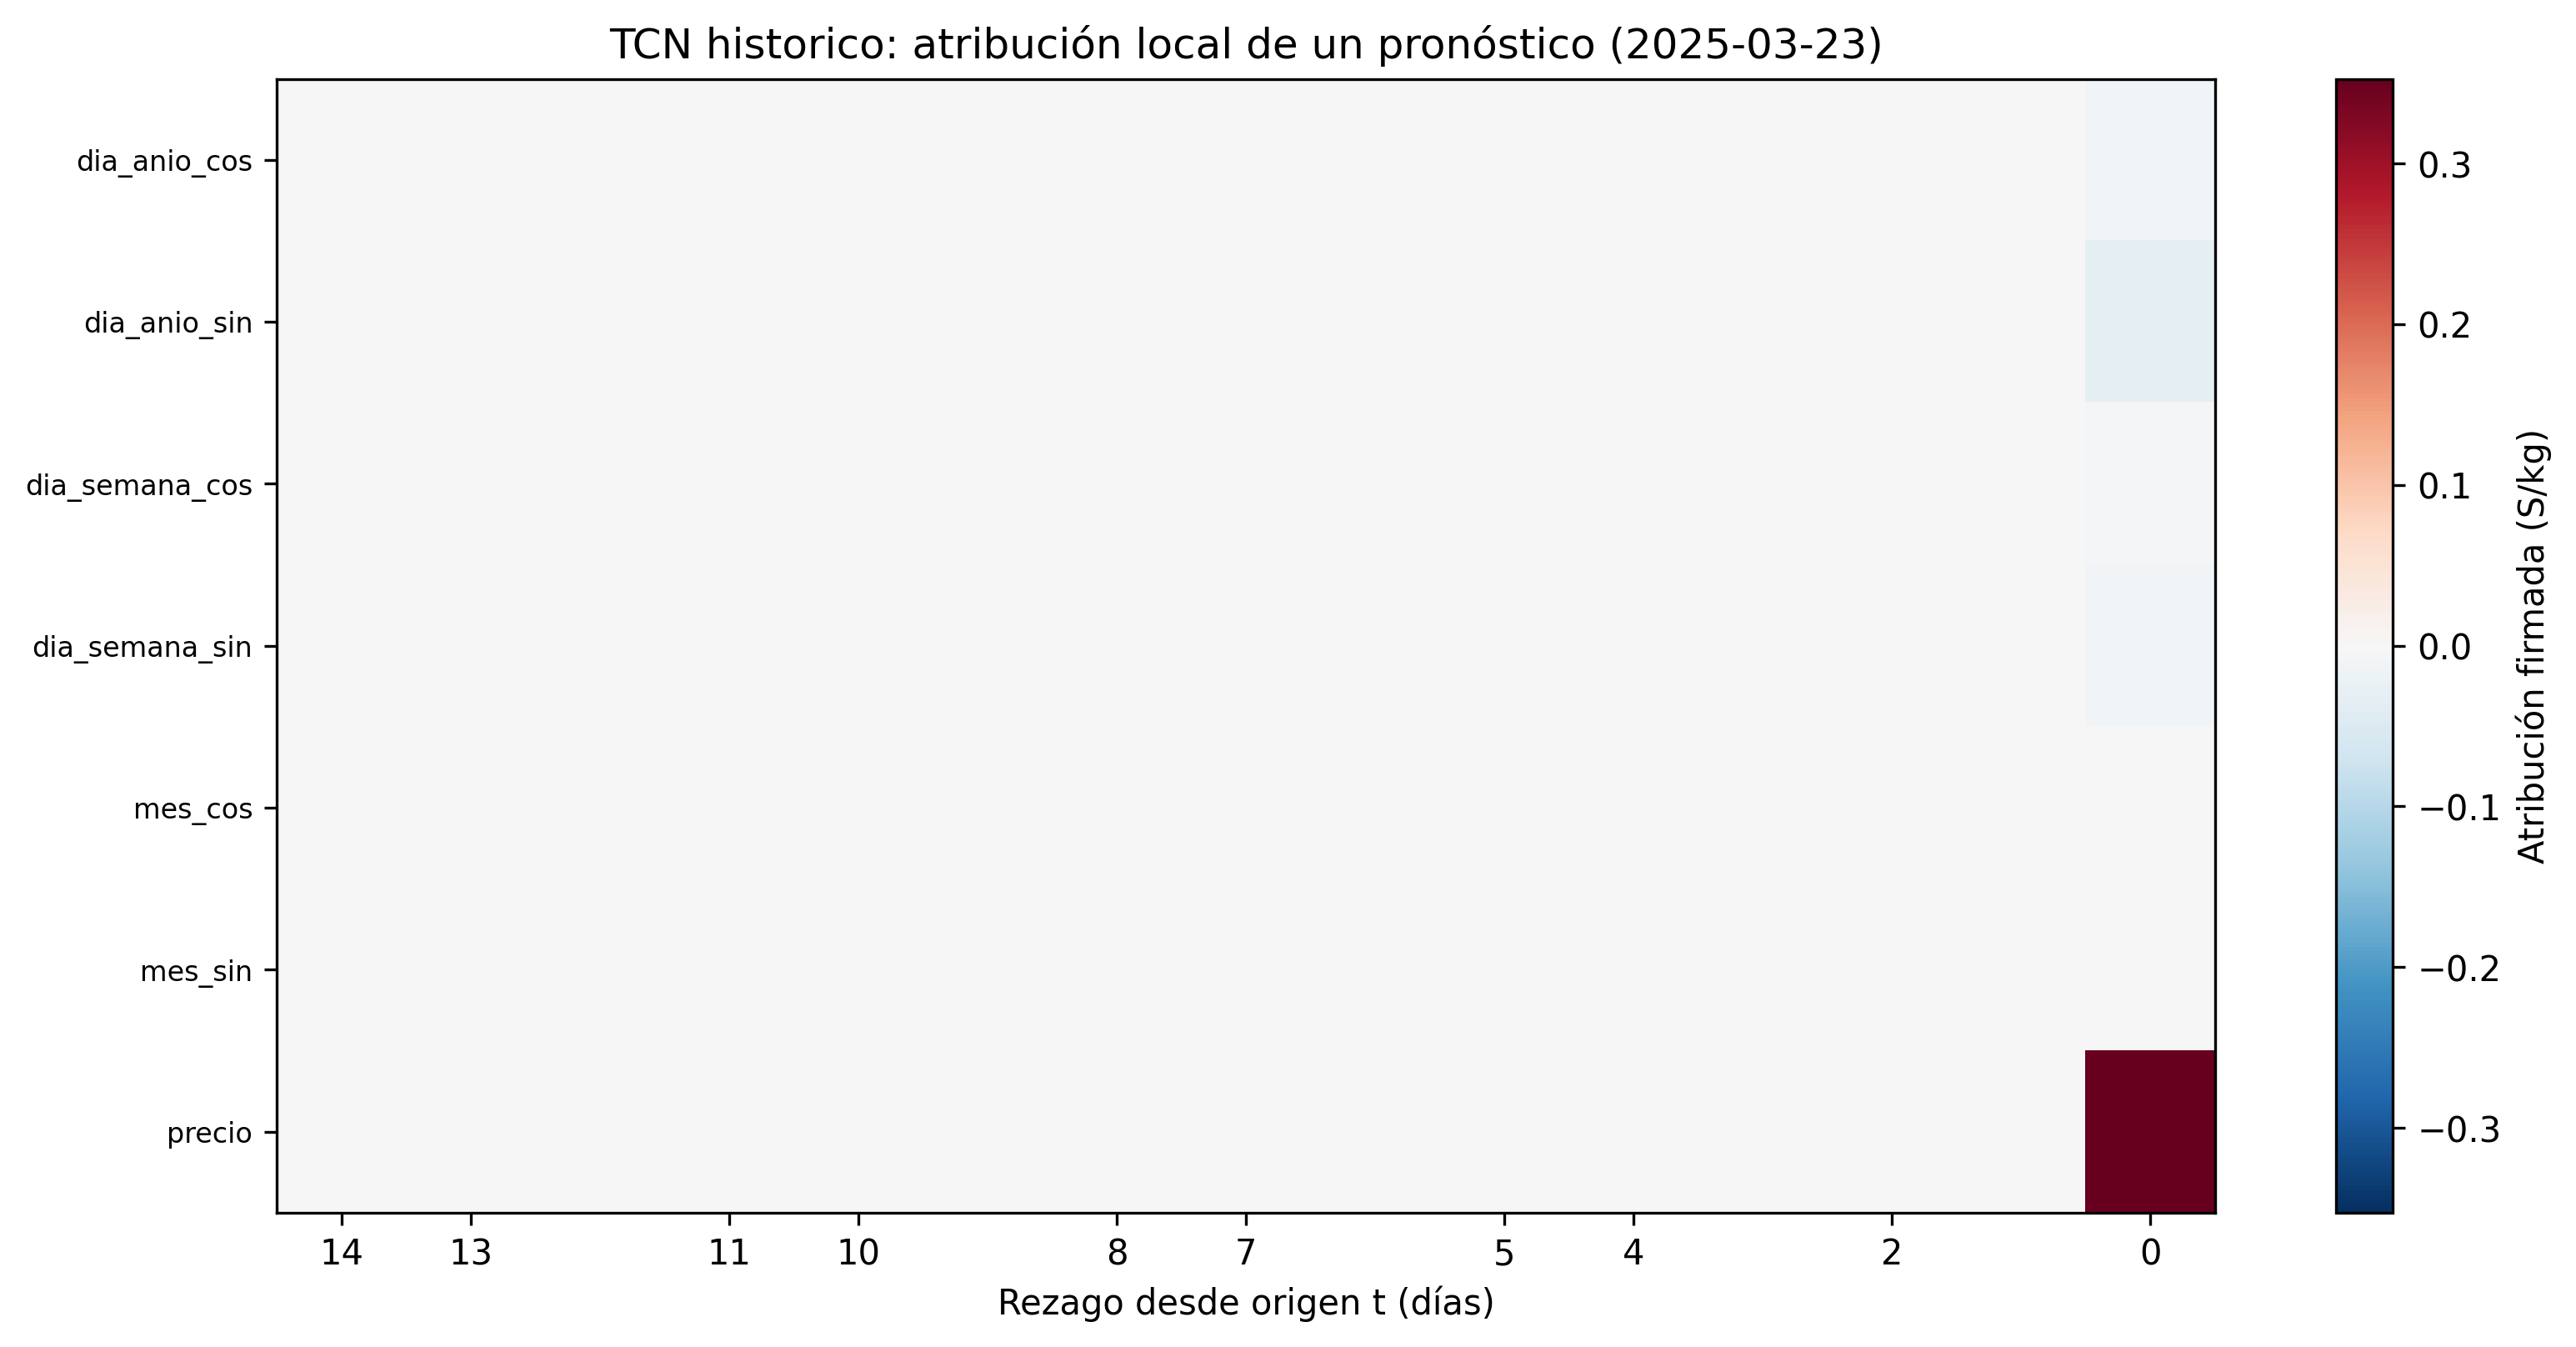 TCN historico: atribución local de un pronóstico (2025-03-23)
dia_anio_cos
dia_anio_sin
dia_semana_cos
dia_semana_sin
mes_cos
mes_sin
precio
14 13 11 10 8 7 5 4 2 0
Rezago desde origen t (días)
0.3
0.2
0.1
0.0
−0.1
−0.2
−0.3
Atribución firmada (S/kg)